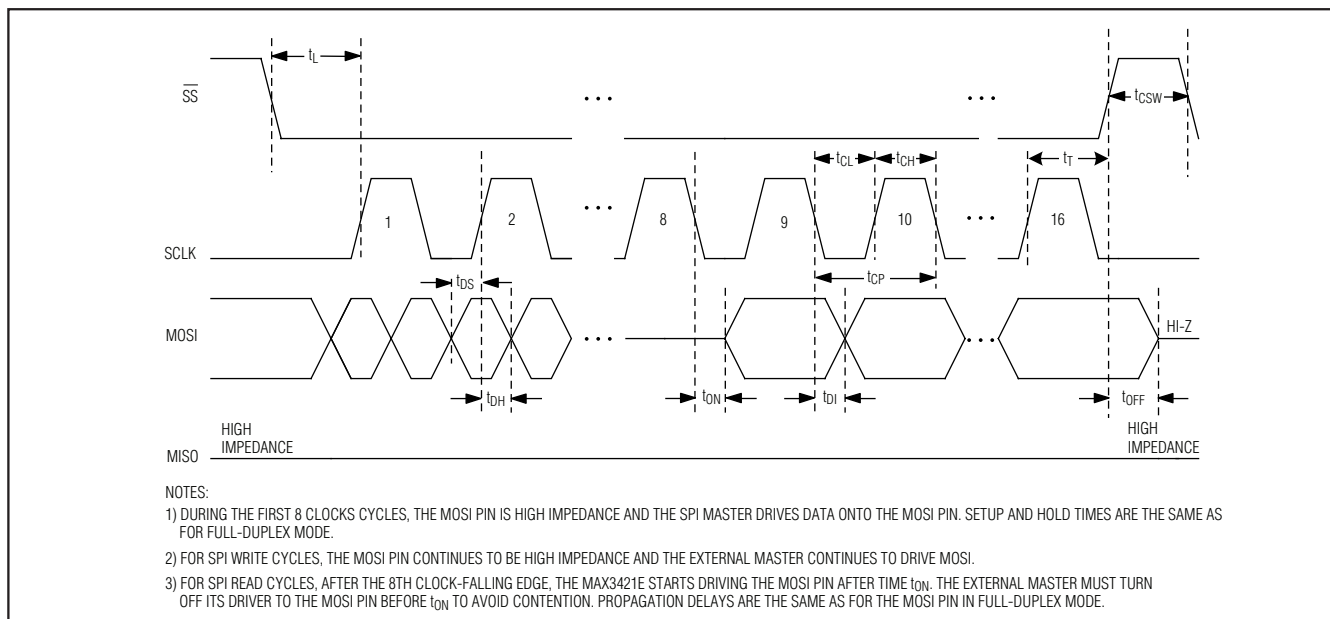 tL
SS
• • •
• • •
tCSW
tCL
tCH
tT
1
2
• • •
8
9
10
• • •
16
SCLK
tDS
tCP
MOSI
• • •
• • •
HI-Z
tDH
tON
tDI
tOFF
HIGH
IMPEDANCE
HIGH
IMPEDANCE
MISO
NOTES:
1) DURING THE FIRST 8 CLOCKS CYCLES, THE MOSI PIN IS HIGH IMPEDANCE AND THE SPI MASTER DRIVES DATA ONTO THE MOSI PIN. SETUP AND HOLD TIMES ARE THE SAME AS
FOR FULL-DUPLEX MODE.
2) FOR SPI WRITE CYCLES, THE MOSI PIN CONTINUES TO BE HIGH IMPEDANCE AND THE EXTERNAL MASTER CONTINUES TO DRIVE MOSI.
3) FOR SPI READ CYCLES, AFTER THE 8TH CLOCK-FALLING EDGE, THE MAX3421E STARTS DRIVING THE MOSI PIN AFTER TIME tON. THE EXTERNAL MASTER MUST TURN
OFF ITS DRIVER TO THE MOSI PIN BEFORE tON TO AVOID CONTENTION. PROPAGATION DELAYS ARE THE SAME AS FOR THE MOSI PIN IN FULL-DUPLEX MODE.